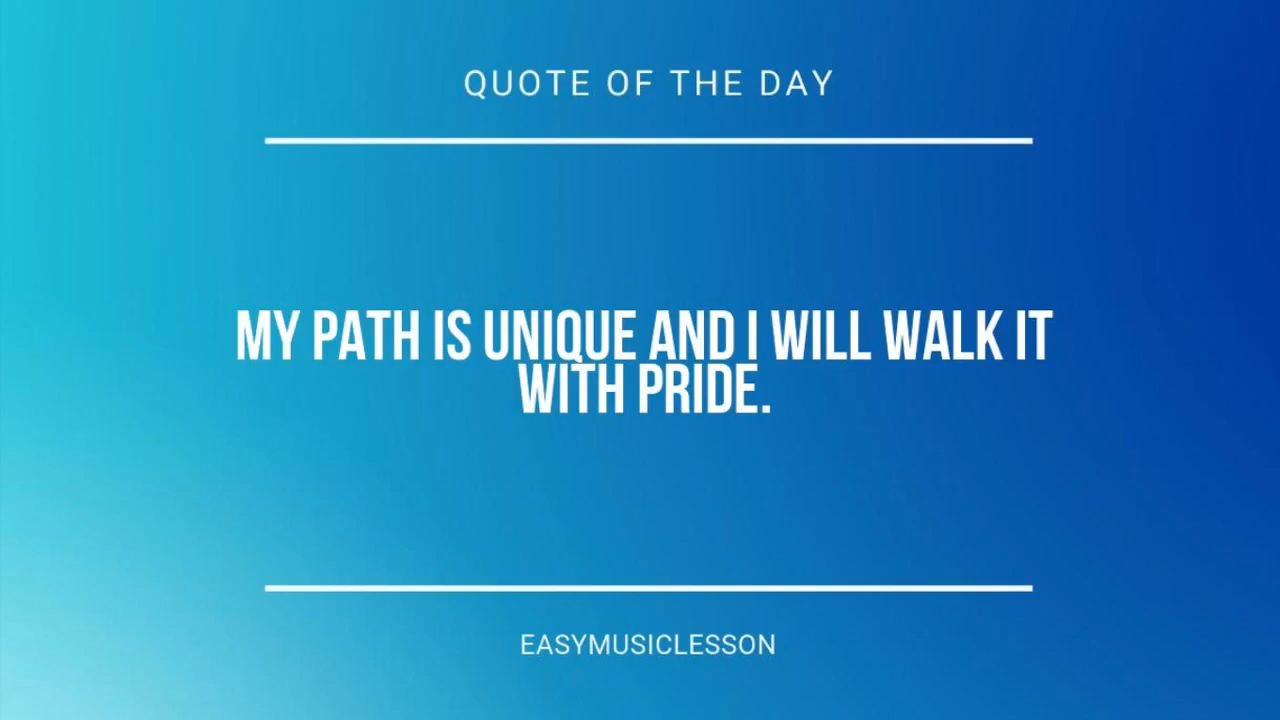 QUOTE OF THE DAY
MY PATH IS UNIQUE AND I WILL WALK IT
WITH PRIDE.
EASYMUSICLESSON